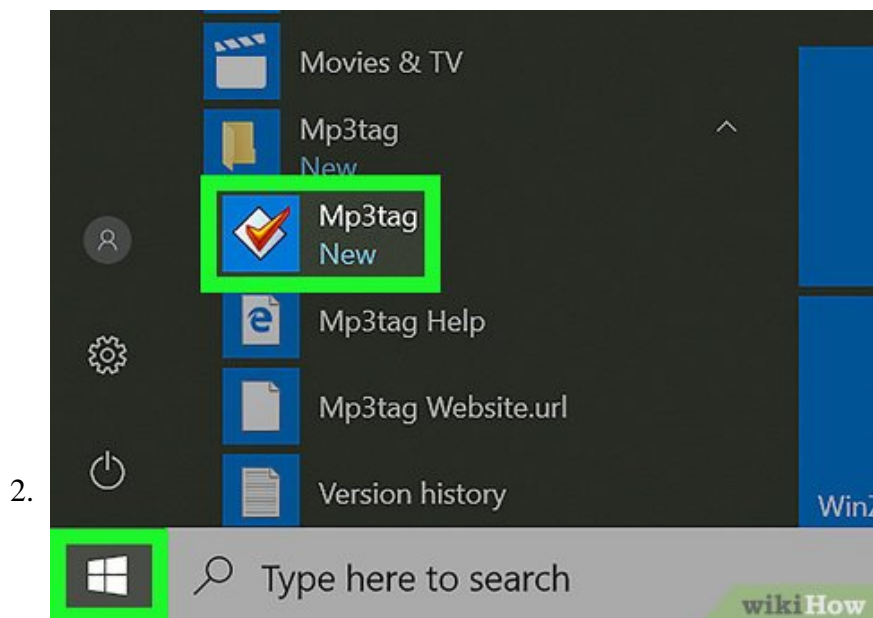 Movies & TV
Mp3tag
New
Mp3tag
New
Mp3tag Help
Mp3tag Website.url
2.
Version history
Type here to search
wikiHow